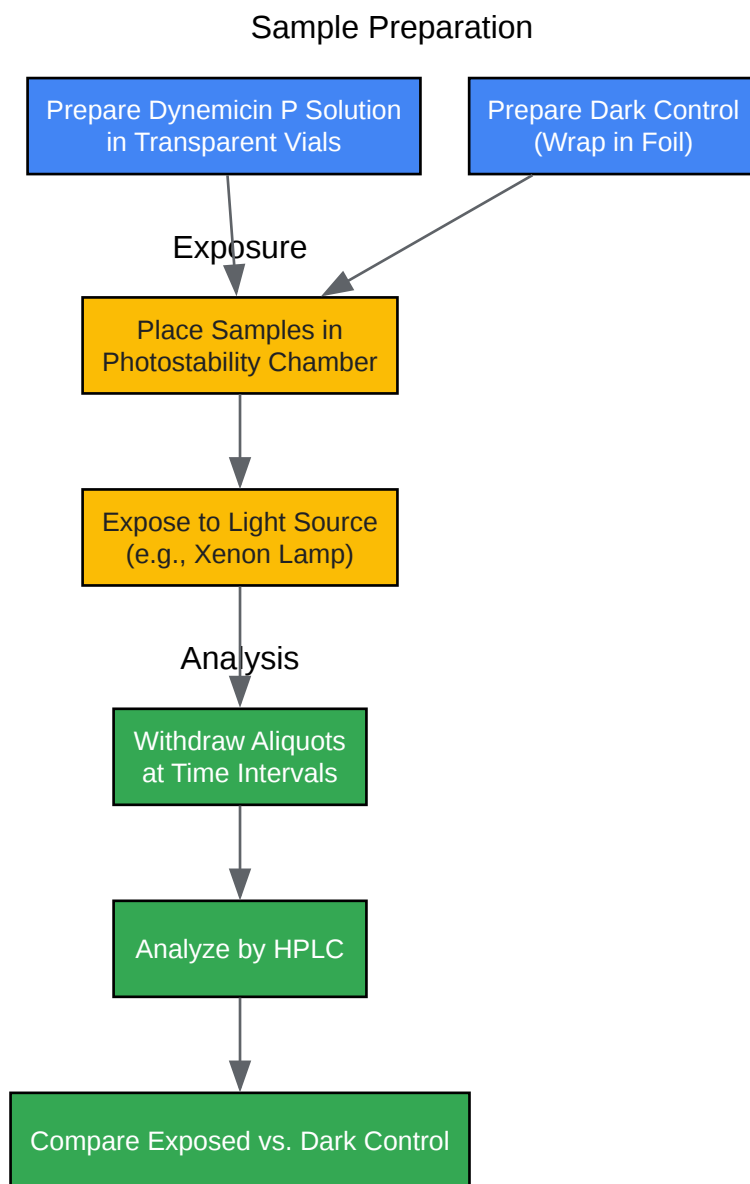 Sample Preparation
Prepare Dynemicin P Solution
in Transparent Vials
Prepare Dark Control
(Wrap in Foil)
Exposure
Place Samples in
Photostability Chamber
Expose to Light Source
(e.g., Xenon Lamp)
Analysis
Withdraw Aliquots
at Time Intervals
Analyze by HPLC
Compare Exposed vs. Dark Control